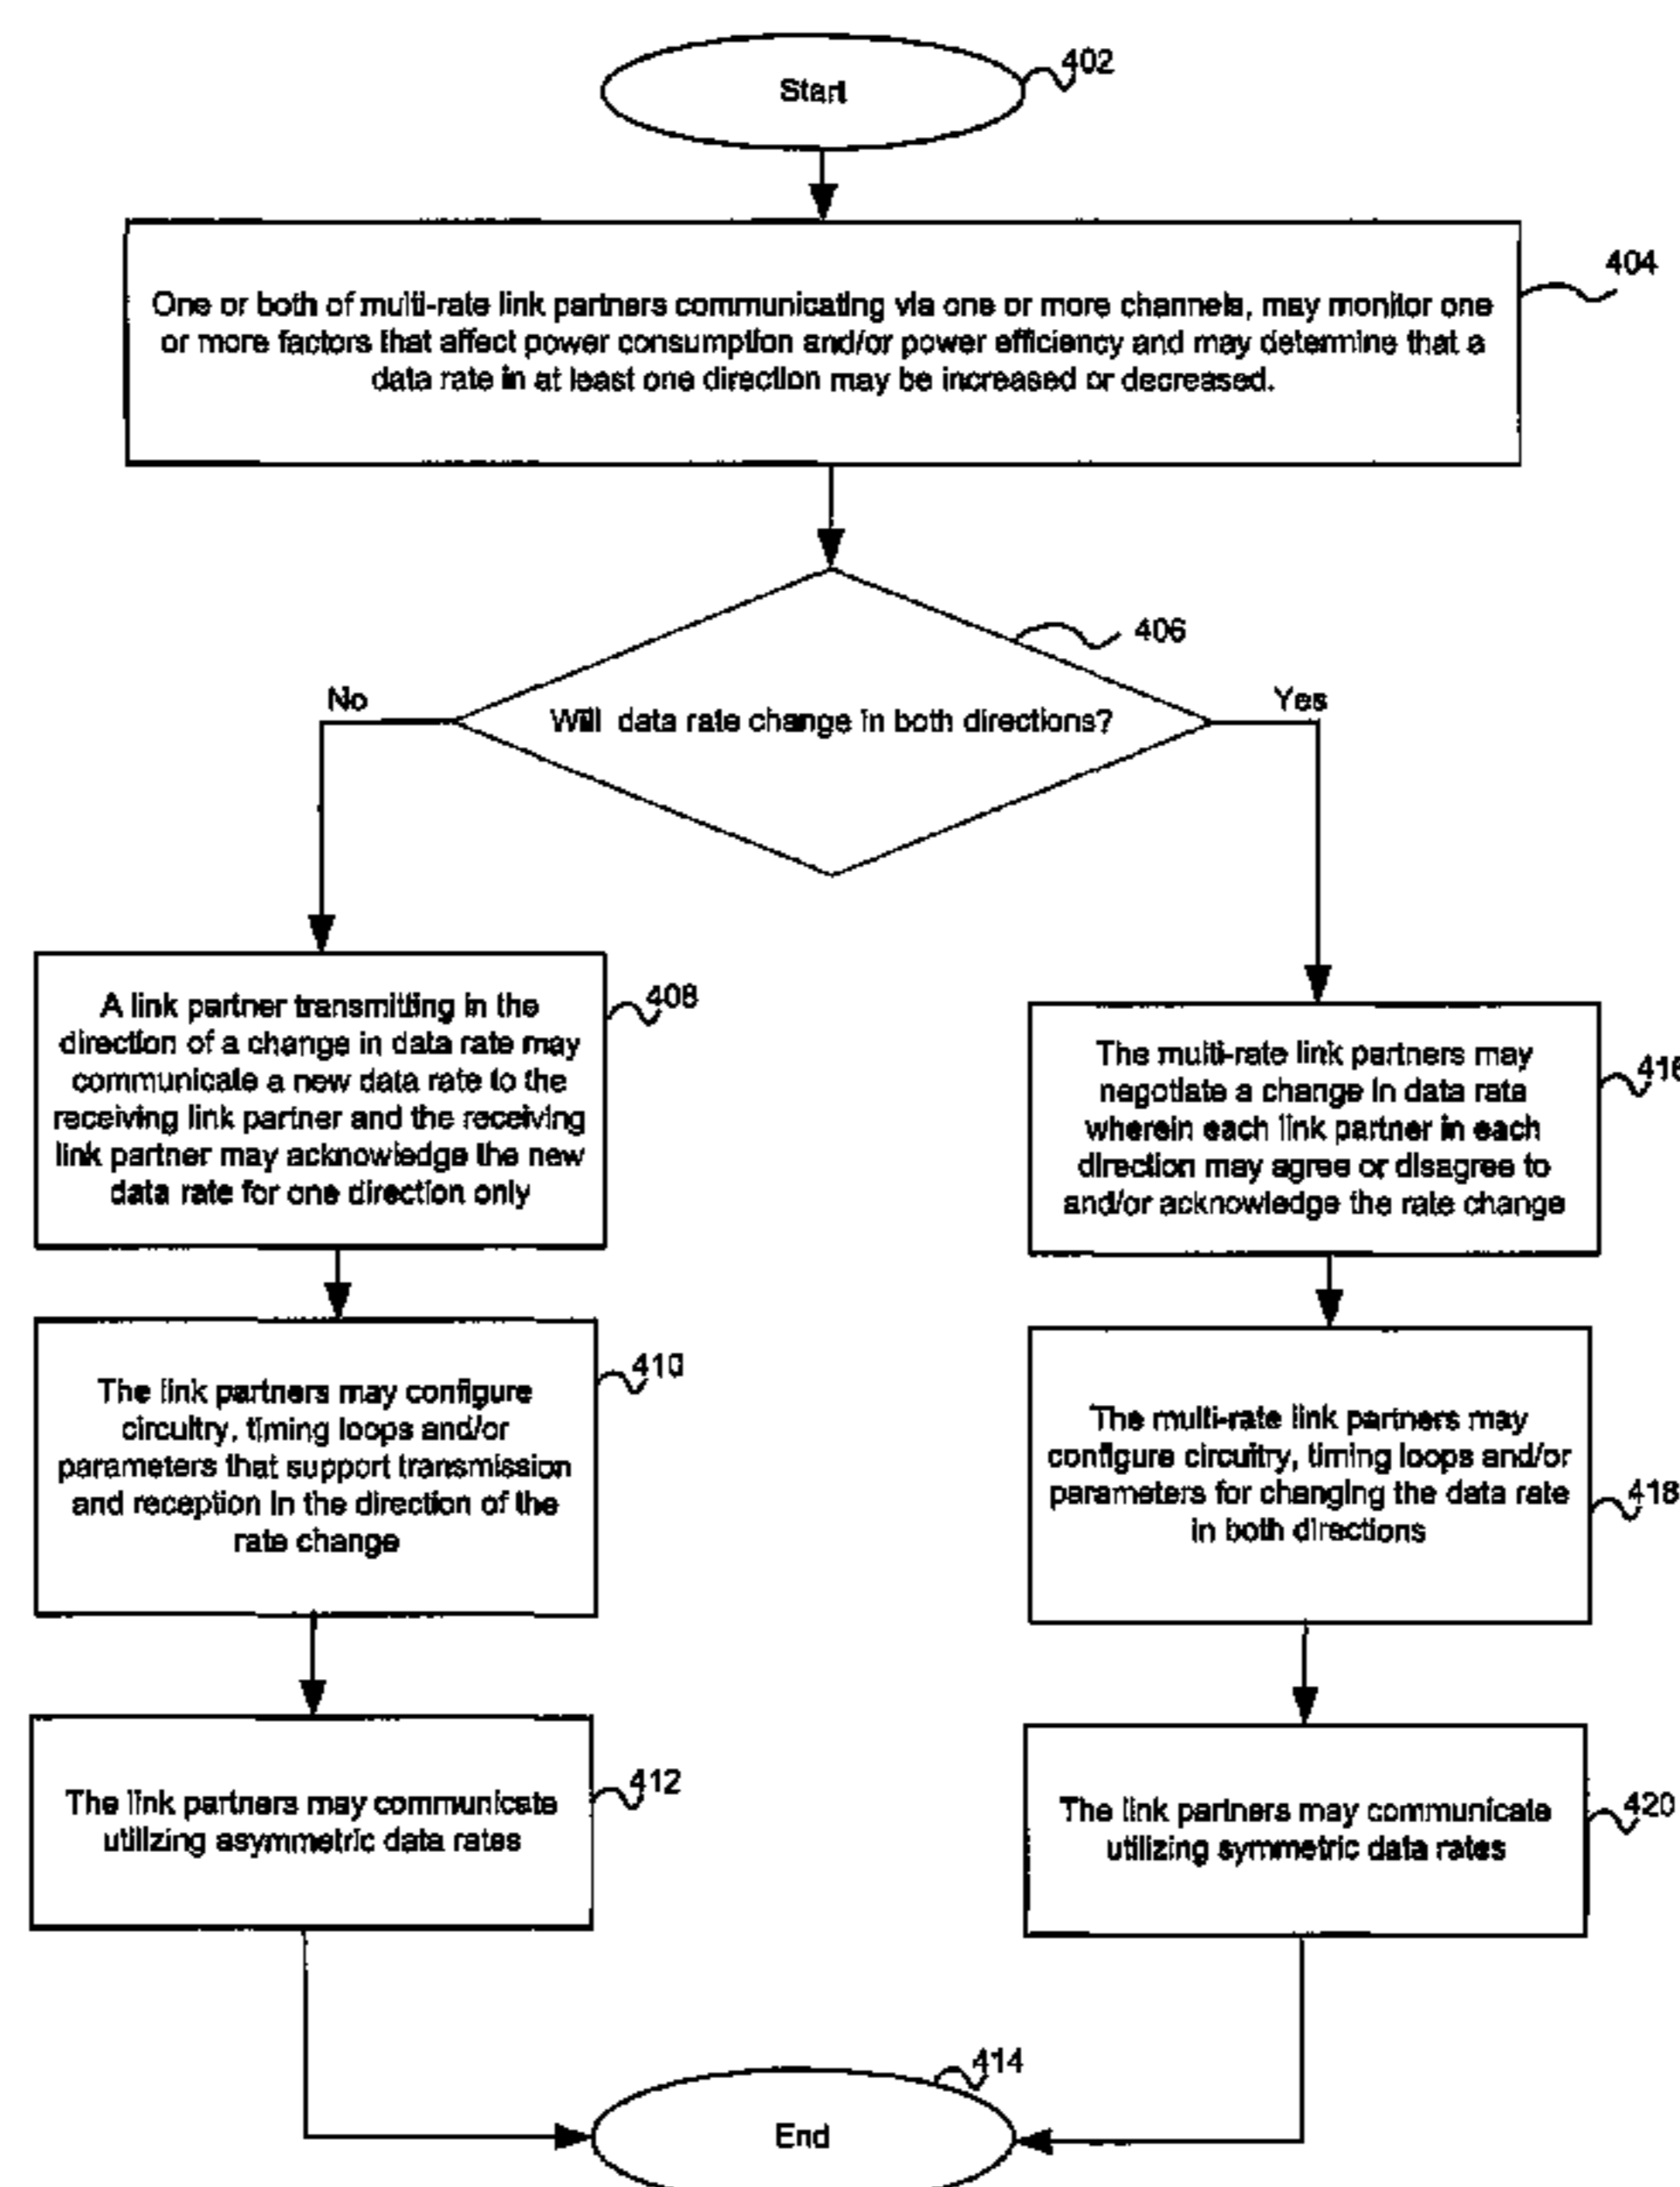 Start
402
One or both of multi-rate link partners communicating via one or more channels, may monitor one
or more factors that affect power consumption and/or power efficiency and may determine that a
data rate in at least one direction may be increased or decreased.
404
406
No
Will data rate change in both directions?
Yes
A link partner transmitting in the
direction of a change in data rate may
communicate a new data rate to the
receiving link partner and the receiving
link partner may acknowledge the new
data rate for one direction only
408
The multi-rate link partners may
negotiate a change in data rate
wherein each link partner in each
direction may agree or disagree to
and/or acknowledge the rate change
416
The link partners may configure
circuitry, timing loops and/or
parameters that support transmission
and reception in the direction of the
rate change
410
The multi-rate link partners may
configure circuitry, timing loops and/or
parameters for changing the data rate
in both directions
418
The link partners may communicate
utilizing asymmetric data rates
412
The link partners may communicate
utilizing symmetric data rates
420
414
End